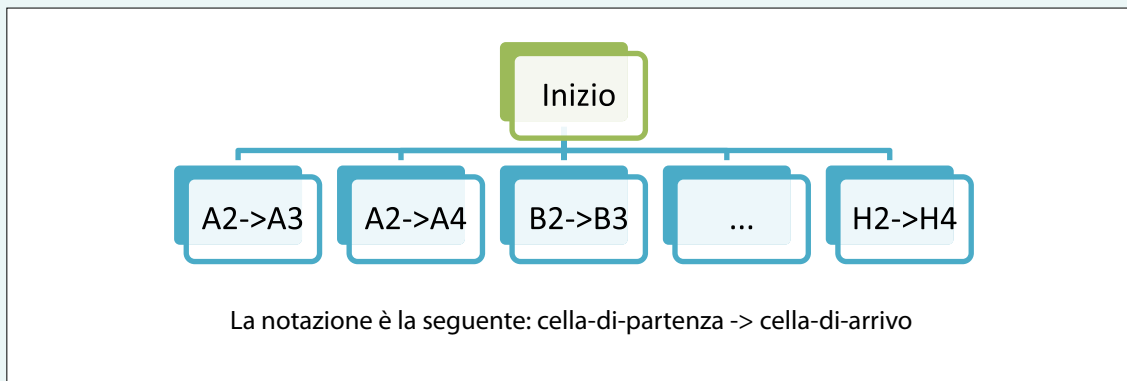 Inizio
A2->A3 A2->A4 B2->B3 ... H2->H4
La notazione è la seguente: cella-di-partenza -> cella-di-arrivo